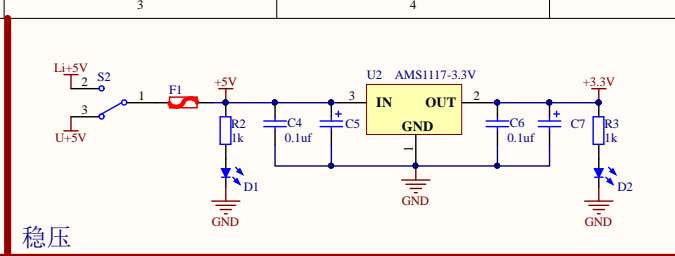 3 4
Li+5V
2 S2
3
U+5V
1 F1
+5V
R2
1k
D1
GND
C4
0.1uf
C5
U2 AMS1117-3.3V
3 IN OUT 2
GND
1
GND
C6
0.1uf
C7
+3.3V
R3
1k
D2
GND
稳压